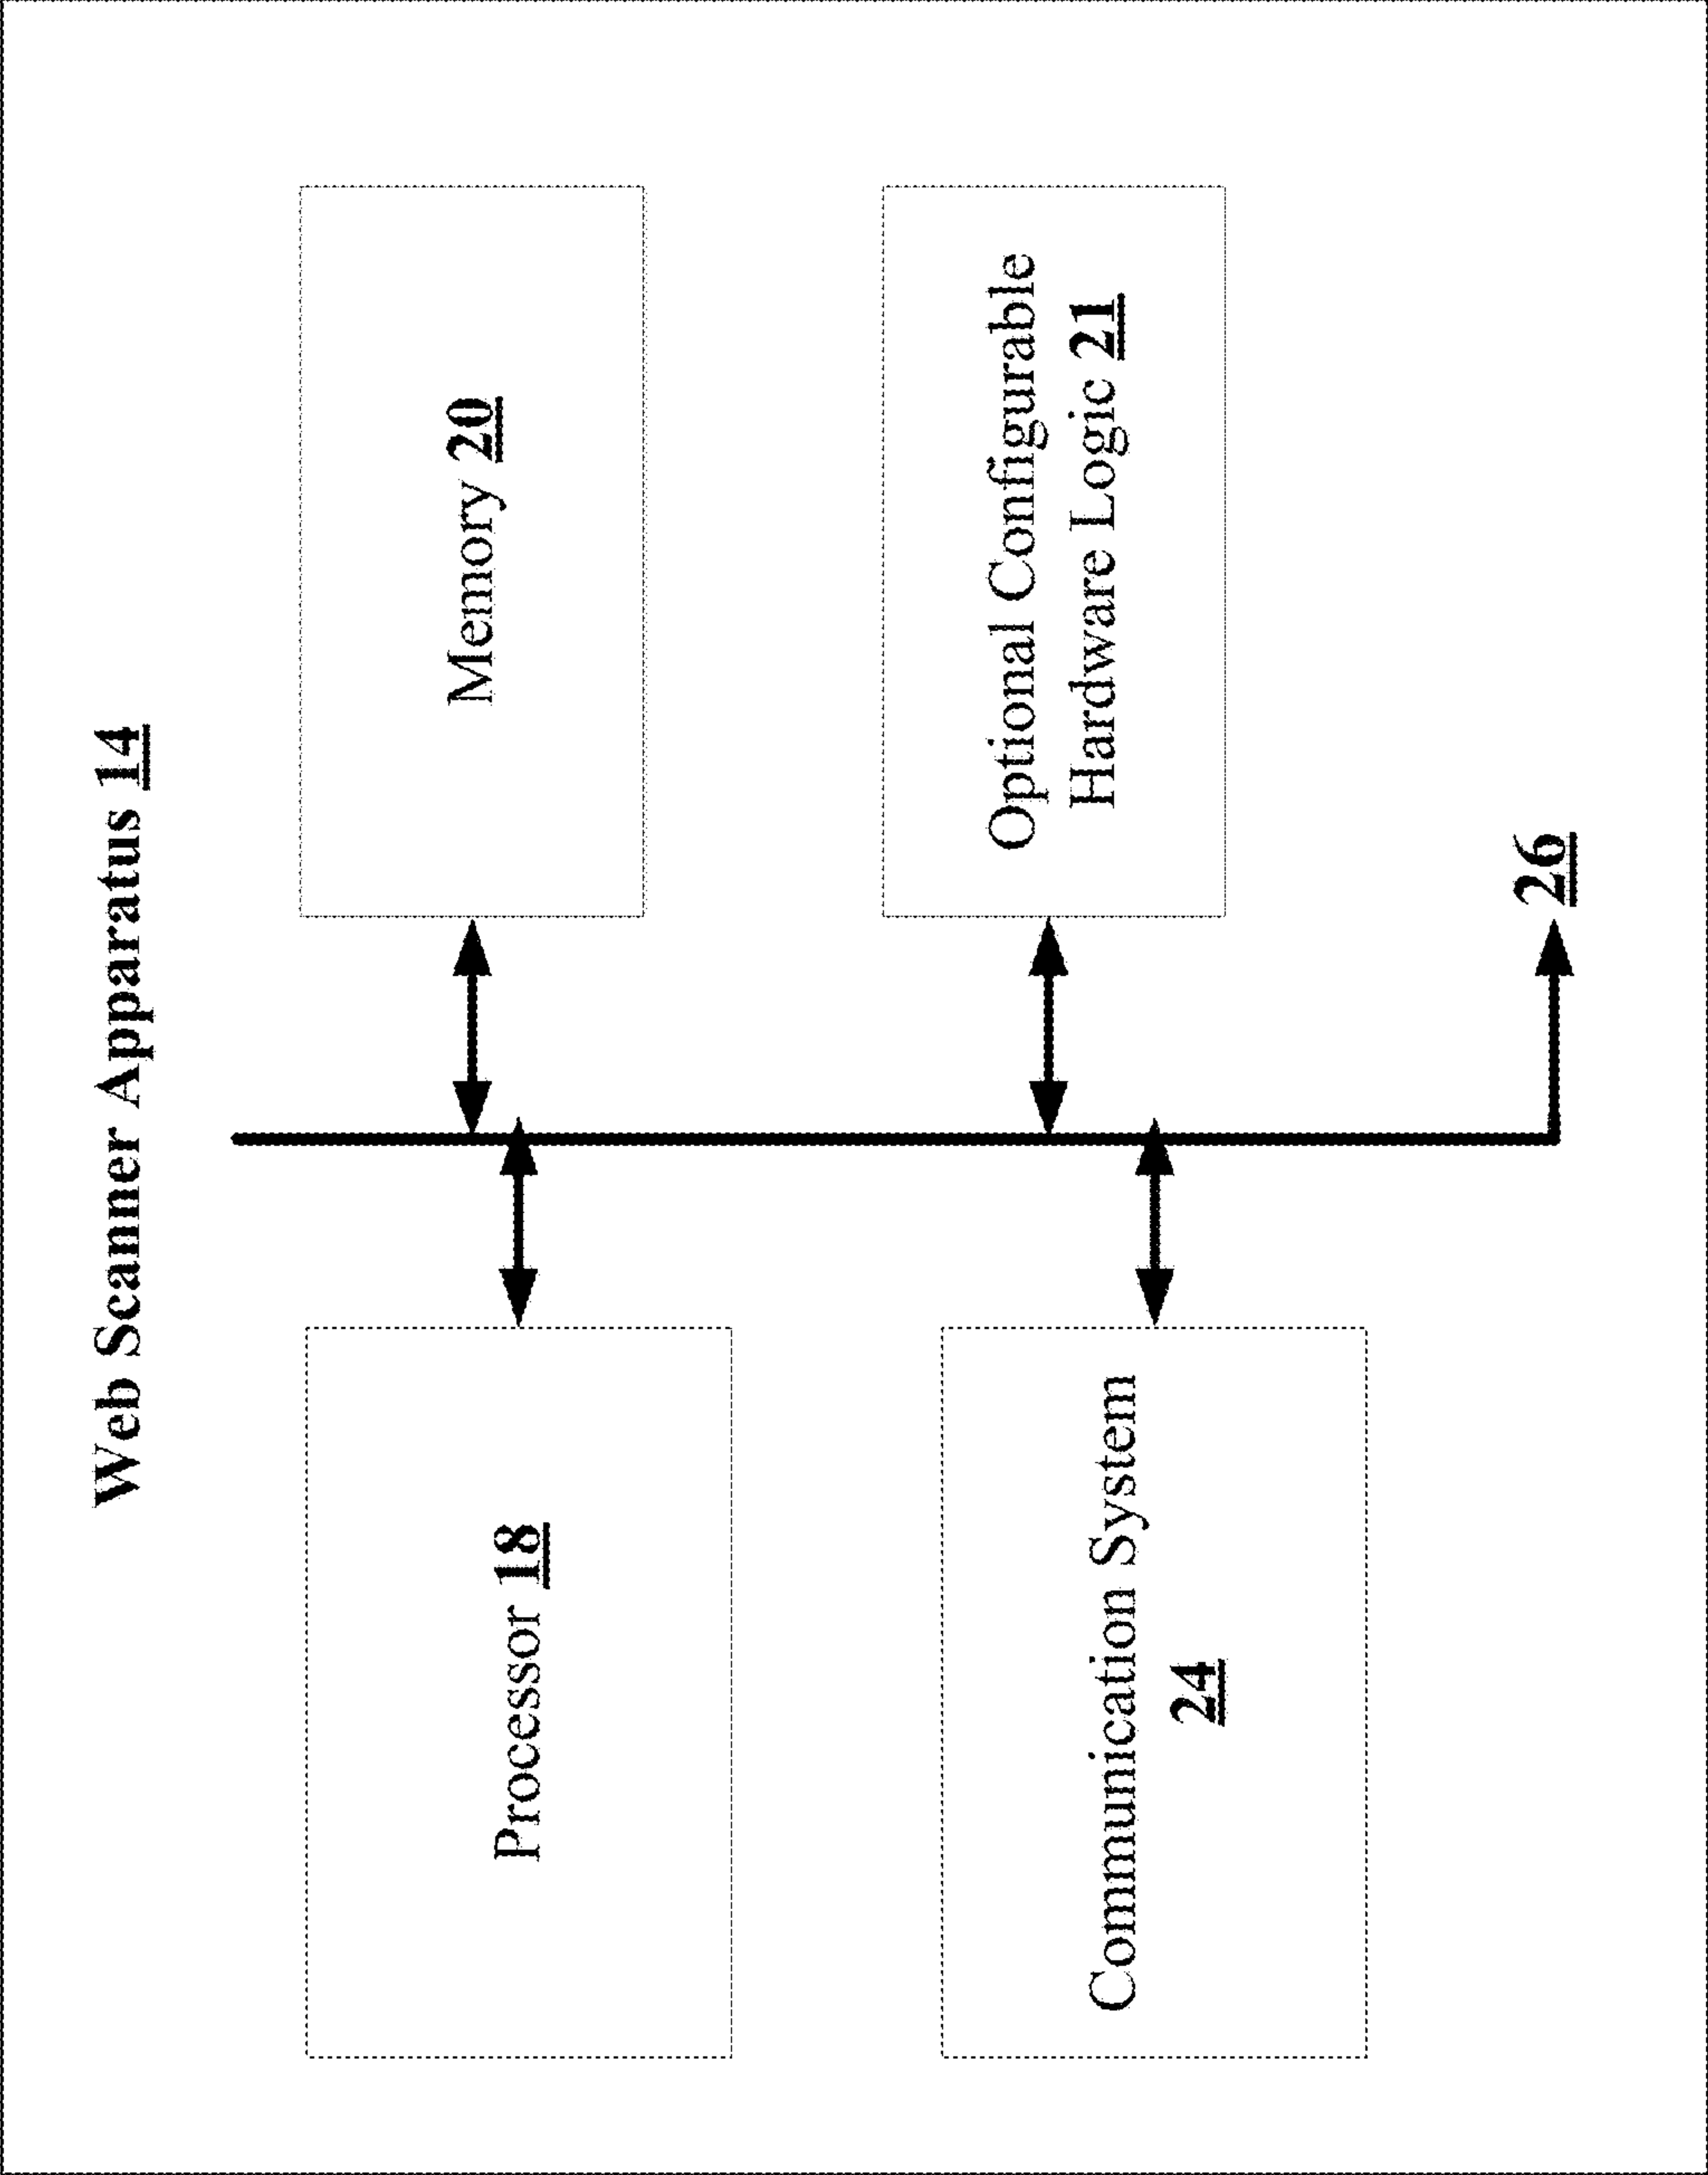 Web Scanner Apparatus 14
Processor 18
Memory 20
Communication System
24
Optional Configurable
Hardware Logic 21
26